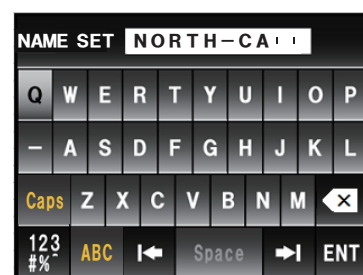 NAME SET NORTH-CA
Q W E R T Y U I O P
- A S D F G H J K L
Caps Z X C V B N M
123
#%^ ABC Space ENT